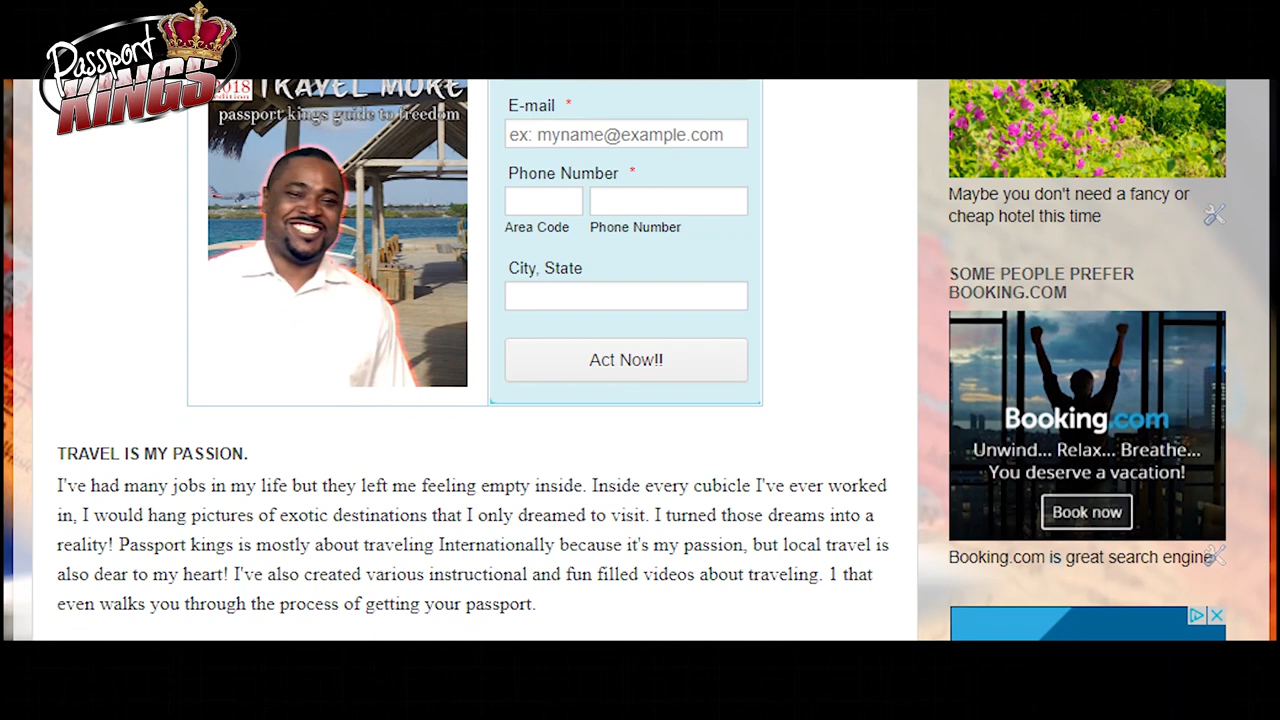 Passport
KINGS
2018
edition
TRAVEL MORE
passport kings guide to freedom
E-mail *
ex: myname@example.com
Phone Number *
Area Code Phone Number
City, State
Act Now!!
TRAVEL IS MY PASSION.
I've had many jobs in my life but they left me feeling empty inside. Inside every cubicle I've ever worked
in, I would hang pictures of exotic destinations that I only dreamed to visit. I turned those dreams into a
reality! Passport kings is mostly about traveling Internationally because it's my passion, but local travel is
also dear to my heart! I've also created various instructional and fun filled videos about traveling. 1 that
even walks you through the process of getting your passport.
Maybe you don't need a fancy or
cheap hotel this time
SOME PEOPLE PREFER
BOOKING.COM
Booking.com
Unwind... Relax... Breathe...
You deserve a vacation!
Book now
Booking.com is great search engine